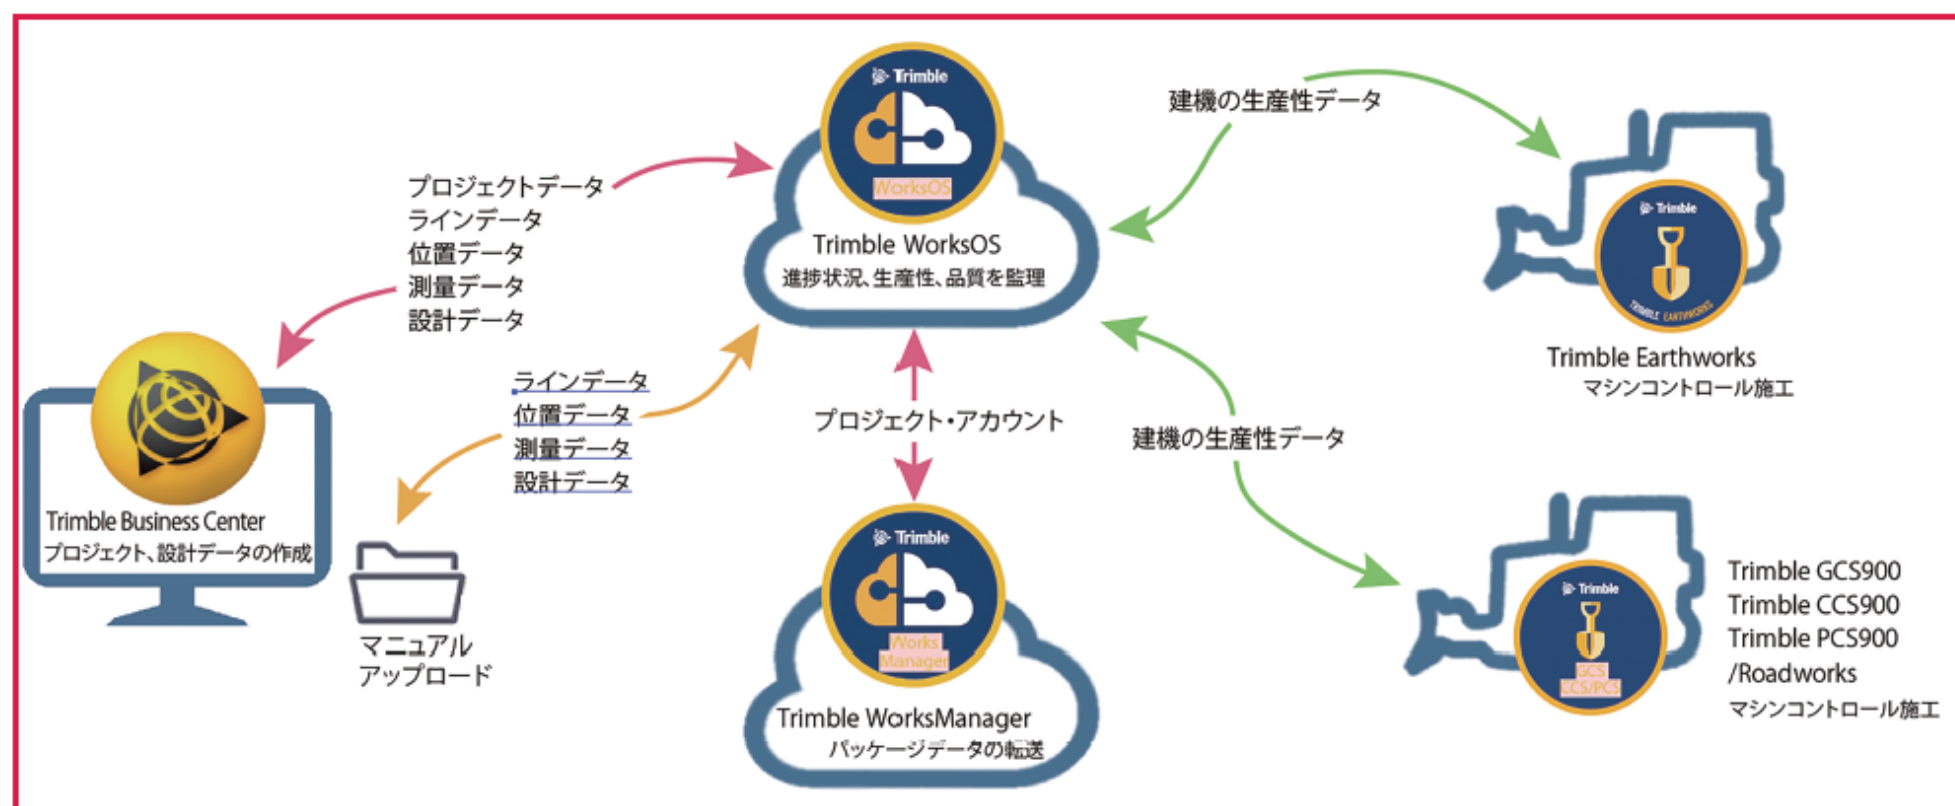 Trimble
WorksOS
Trimble WorksOS
進捗状況、生産性、品質を監理
プロジェクトデータ
ラインデータ
位置データ
測量データ
設計データ
Trimble Business Center
プロジェクト、設計データの作成
ラインデータ
位置データ
測量データ
設計データ
マニュアル
アップロード
プロジェクト・アカウント
Trimble
Works
Manager
Trimble WorksManager
パッケージデータの転送
建機の生産性データ
Trimble
TRIMBLE EARTHWORKS
Trimble Earthworks
マシンコントロール施工
建機の生産性データ
Trimble
GCS
CCS/PCS
Trimble GCS900
Trimble CCS900
Trimble PCS900
/Roadworks
マシンコントロール施工